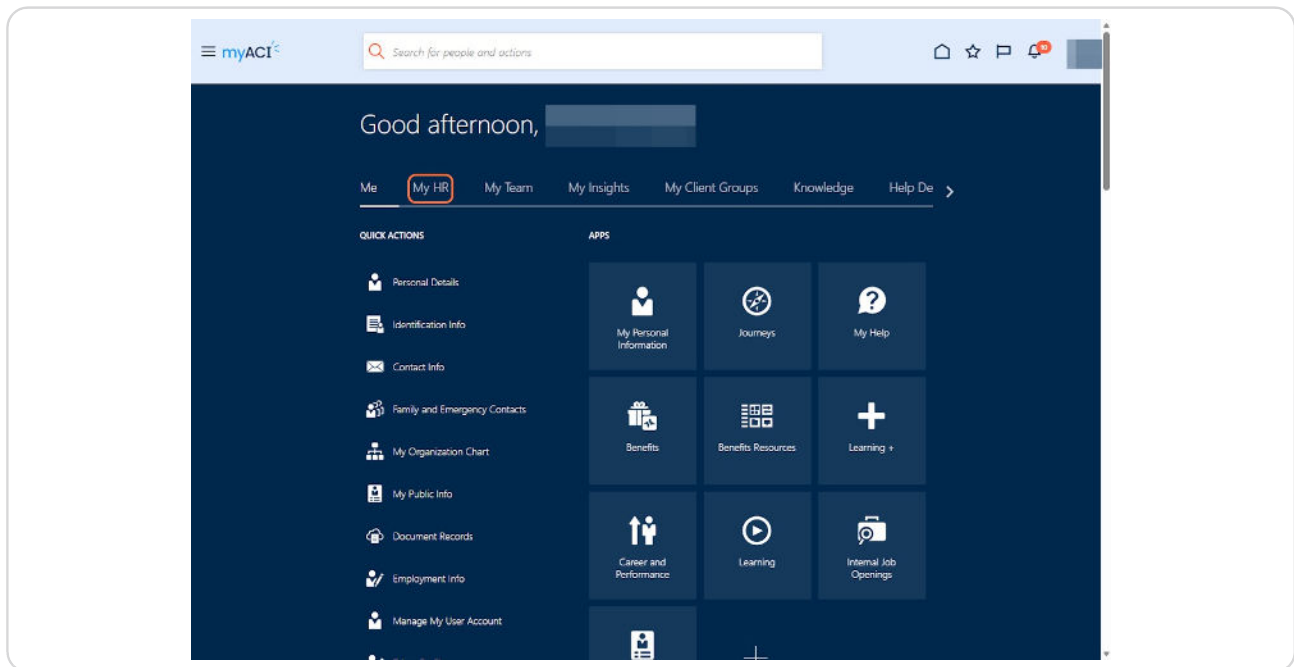 myACI
Search for people and actions
10
Good afternoon,
Me My HR My Team My Insights My Client Groups Knowledge Help De
QUICK ACTIONS
Personal Details
Identification Info
Contact Info
Family and Emergency Contacts
My Organization Chart
My Public Info
Document Records
Employment Info
Manage My User Account
APPS
My Personal
Information
Journeys
My Help
Benefits
Benefits Resources
Learning +
Career and
Performance
Learning
Internal Job
Openings